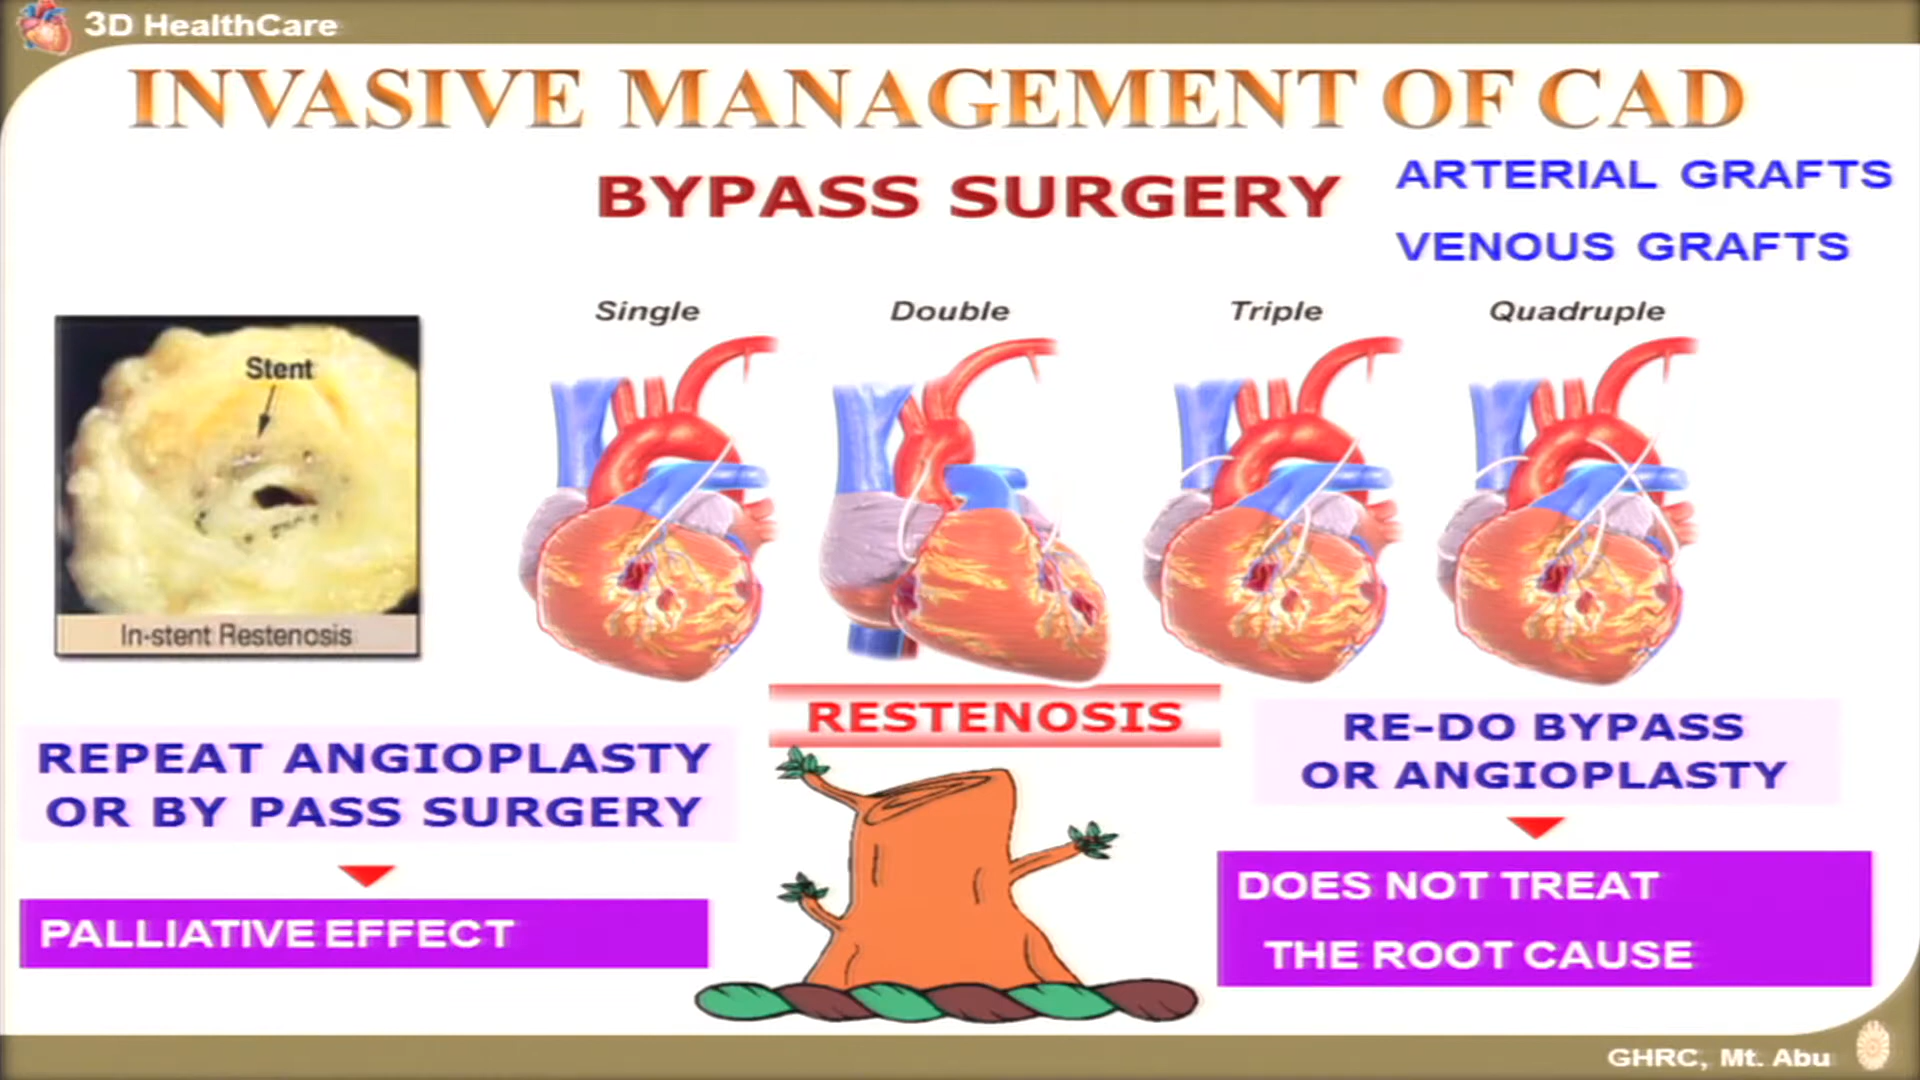 3D HealthCare
INVASIVE MANAGEMENT OF CAD
BYPASS SURGERY
ARTERIAL GRAFTS
VENOUS GRAFTS
Single
Double
Triple
Quadruple
Stent
In-stent Restenosis
RESTENOSIS
REPEAT ANGIOPLASTY
OR BY PASS SURGERY
PALLIATIVE EFFECT
RE-DO BYPASS
OR ANGIOPLASTY
DOES NOT TREAT
THE ROOT CAUSE
GHRC, Mt. Abu